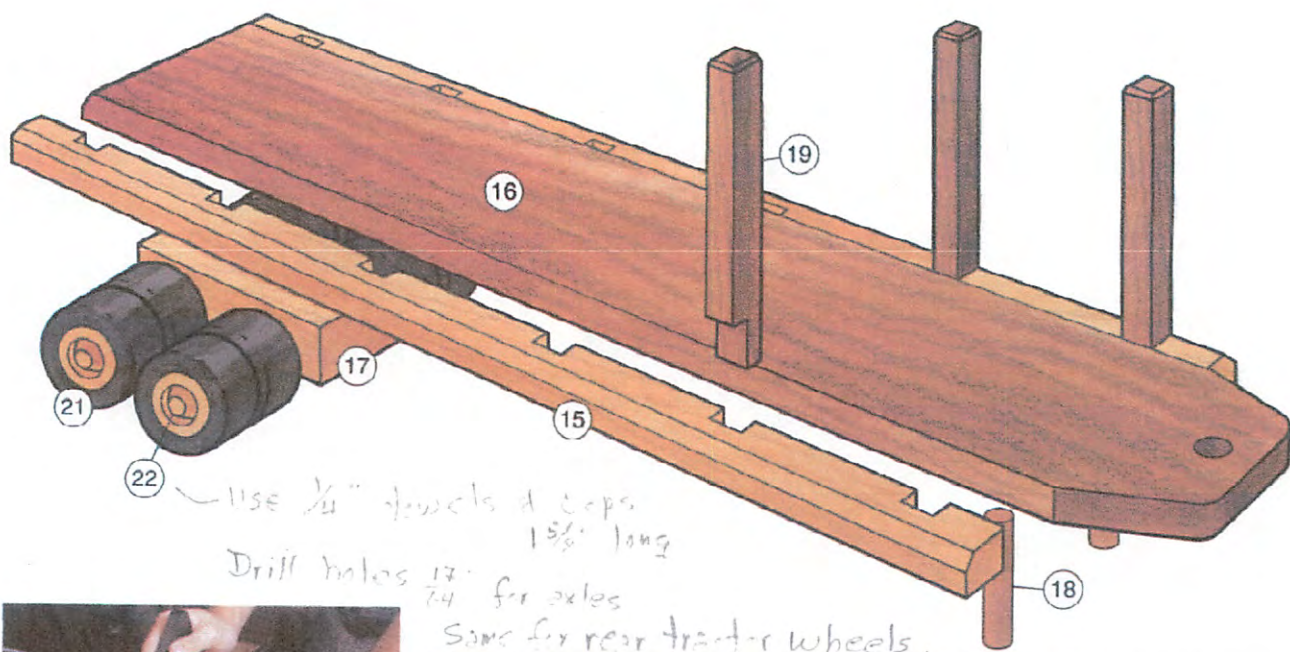 19
16
17
21
15
22
Use 1/4" dowels & caps
1 5/8" long
18
Drill holes 17 for axles
Same for rear tractor wheels.